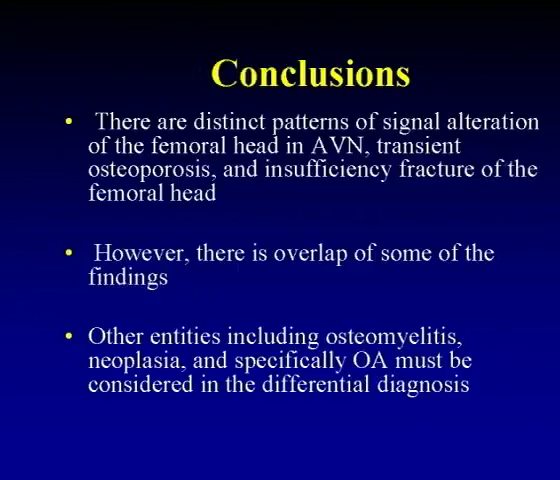 Conclusions
• There are distinct patterns of signal alteration
of the femoral head in AVN, transient
osteoporosis, and insufficiency fracture of the
femoral head
• However, there is overlap of some of the
findings
• Other entities including osteomyelitis,
neoplasia, and specifically OA must be
considered in the differential diagnosis